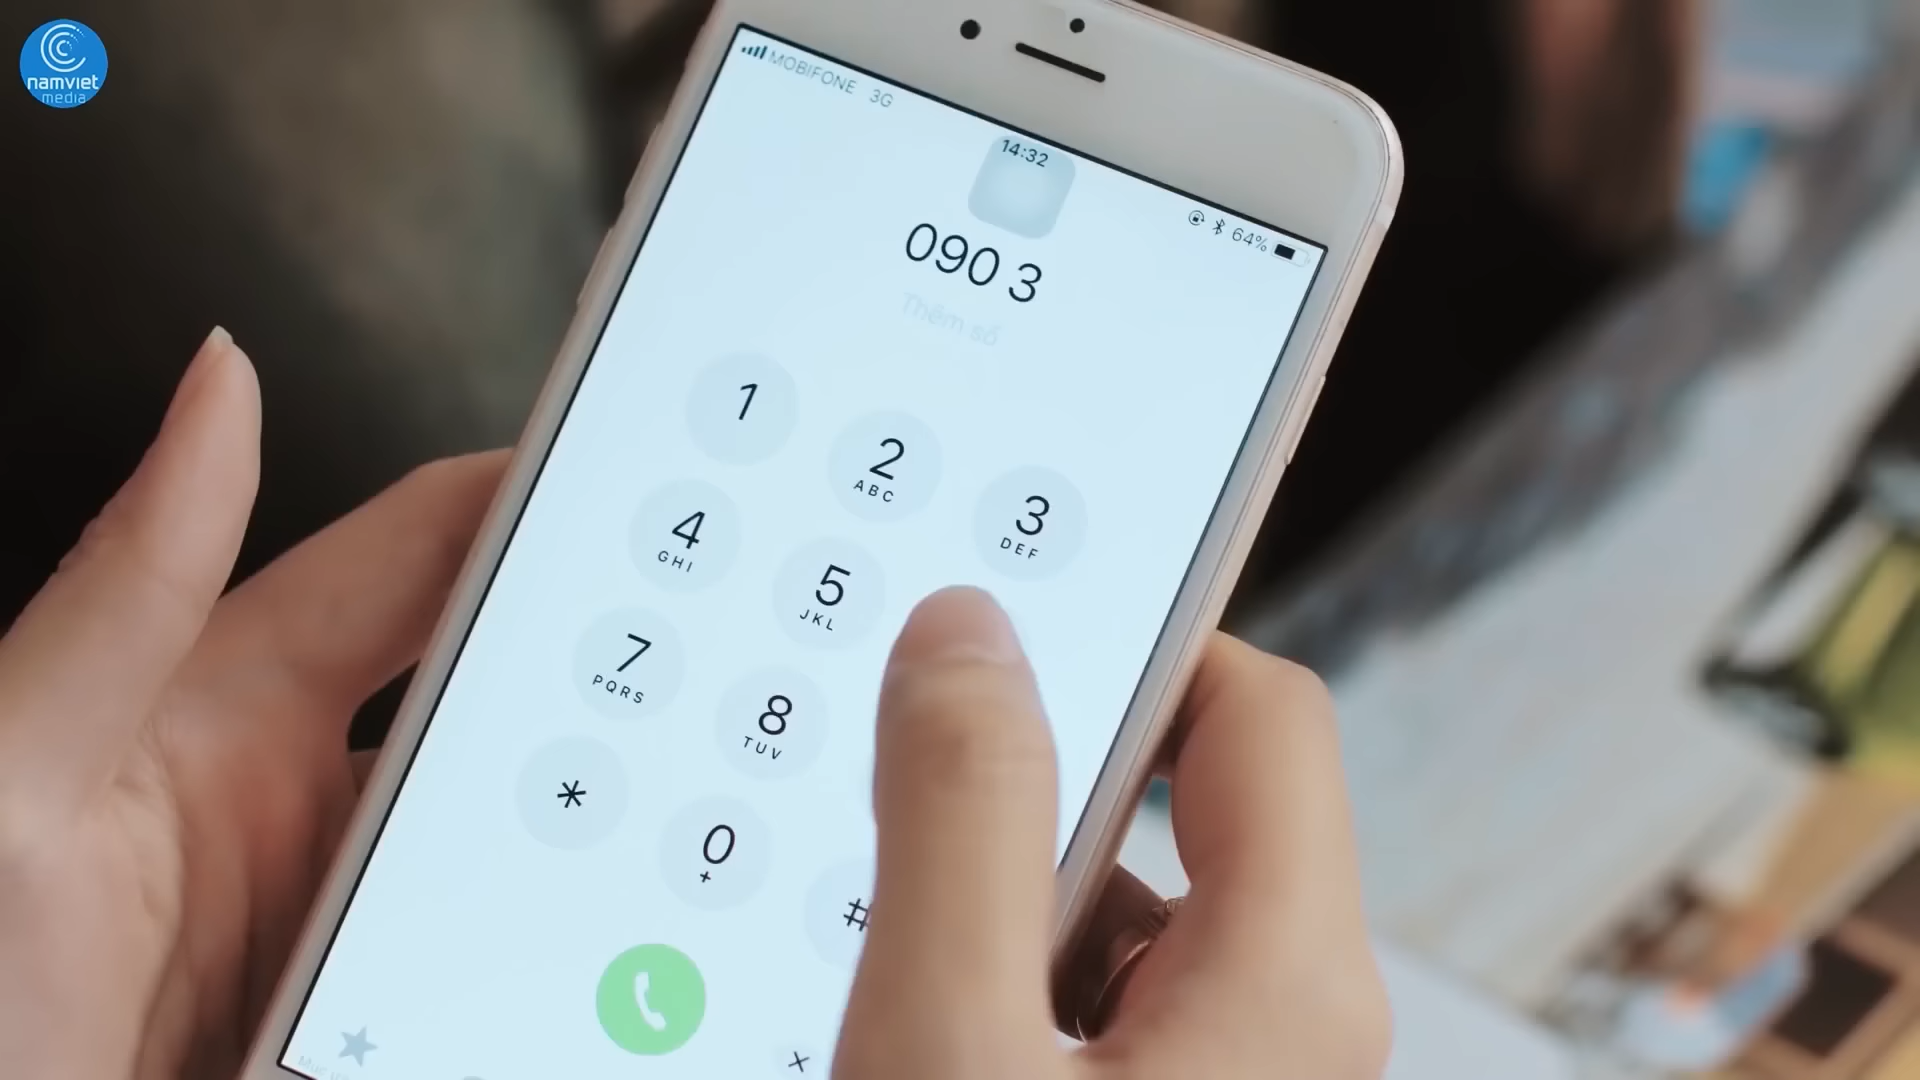 namviet
media
MOBIFONE 3G
14:32
64%
090 3
Thêm số
1
2
ABC
3
DEF
4
GHI
5
JKL
7
PQRS
8
TUV
*
0
+
#
Mục